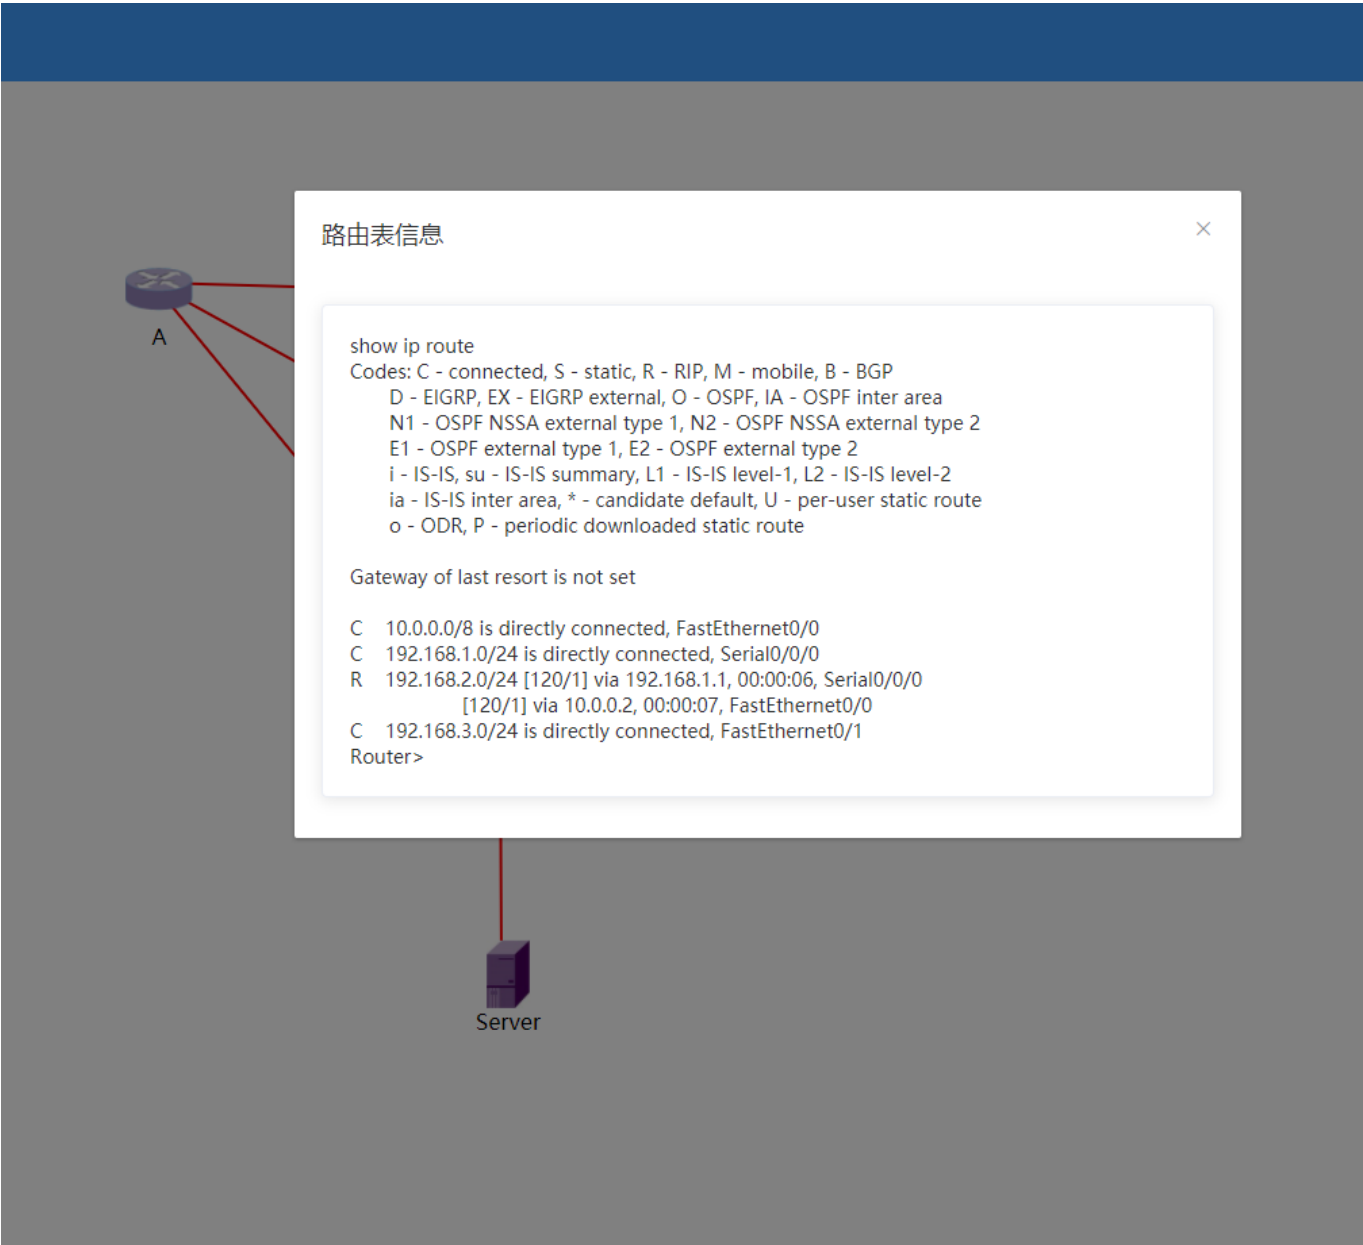 路由表信息
A
show ip route
Codes: C - connected, S - static, R - RIP, M - mobile, B - BGP
D - EIGRP, EX - EIGRP external, O - OSPF, IA - OSPF inter area
N1 - OSPF NSSA external type 1, N2 - OSPF NSSA external type 2
E1 - OSPF external type 1, E2 - OSPF external type 2
i - IS-IS, su - IS-IS summary, L1 - IS-IS level-1, L2 - IS-IS level-2
ia - IS-IS inter area, * - candidate default, U - per-user static route
o - ODR, P - periodic downloaded static route
Gateway of last resort is not set
C 10.0.0.0/8 is directly connected, FastEthernet0/0
C 192.168.1.0/24 is directly connected, Serial0/0/0
R 192.168.2.0/24 [120/1] via 192.168.1.1, 00:00:06, Serial0/0/0
[120/1] via 10.0.0.2, 00:00:07, FastEthernet0/0
C 192.168.3.0/24 is directly connected, FastEthernet0/1
Router>
Server